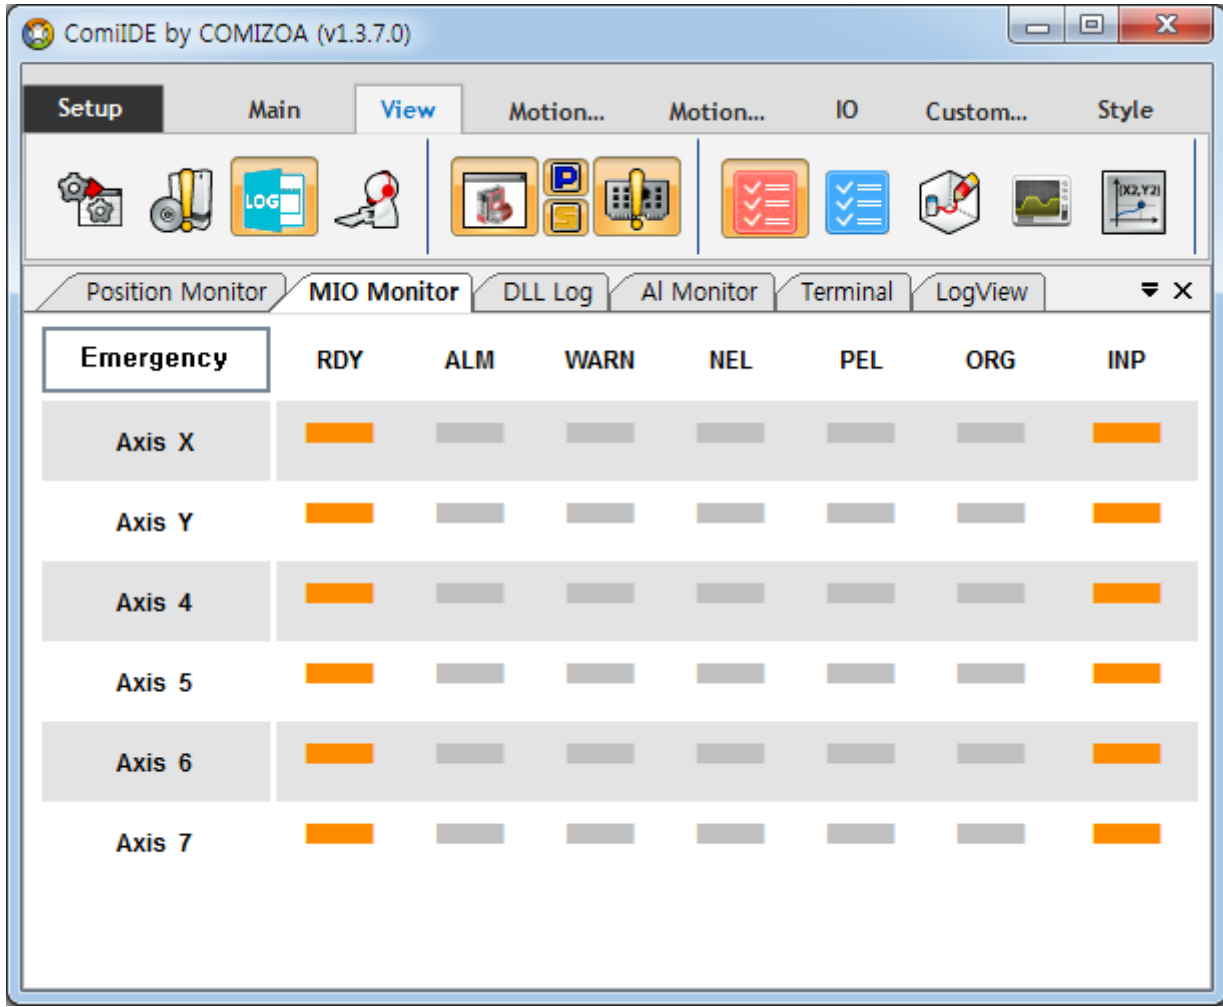 ComiIDE by COMIZOA (v1.3.7.0)
Setup Main View Motion... Motion... IO Custom... Style
LOG P S (X2,Y2)
Position Monitor MIO Monitor DLL Log AI Monitor Terminal LogView
Emergency RDY ALM WARN NEL PEL ORG INP
Axis X
Axis Y
Axis 4
Axis 5
Axis 6
Axis 7